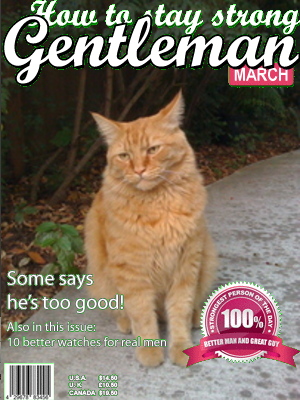 How to stay strong
Gentleman
MARCH
Some says
he's too good!
Also in this issue:
10 better watches for real men
STRONGEST PERSON OF THE DAY
100%
BETTER MAN AND GREAT GUY
U.S.A. $14.50
U.K. £10.50
CANADA $19.50